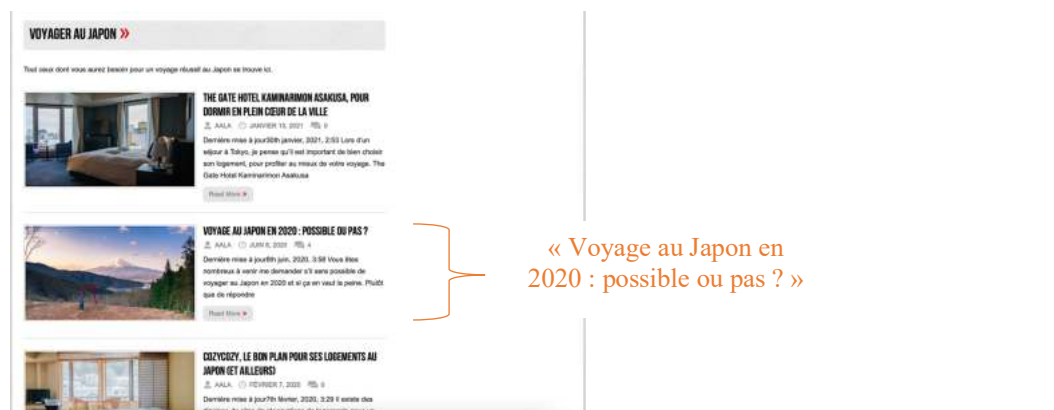 VOYAGER AU JAPON »
Tout ceux dont vous aurez besoin pour un voyage réussit au Japon se trouve ici.
THE GATE HOTEL KAMINARIMON ASAKUSA, POUR
DORMIR EN PLEIN CŒUR DE LA VILLE
AALA JANVIER 13, 2021 0
Dernière mise à jour30th janvier, 2021, 2:53 Lors d'un
séjour à Tokyo, je pense qu'il est important de bien choisir
son logement, pour profiter au mieux de votre voyage. The
Gate Hotel Kaminarimon Asakusa
Read More »
VOYAGE AU JAPON EN 2020 : POSSIBLE OU PAS ?
AALA JUIN 6, 2020 4
Dernière mise à jour6th juin, 2020, 3:58 Vous êtes
nombreux à venir me demander s'il sera possible de
voyager au Japon en 2020 et si ça en vaut la peine. Plutôt
que de répondre
Read More »
« Voyage au Japon en
2020 : possible ou pas ? »
COZYCOZY, LE BON PLAN POUR SES LOGEMENTS AU
JAPON (ET AILLEURS)
AALA FÉVRIER 7, 2020 0
Dernière mise à jour7th février, 2020, 3:29 Il existe des